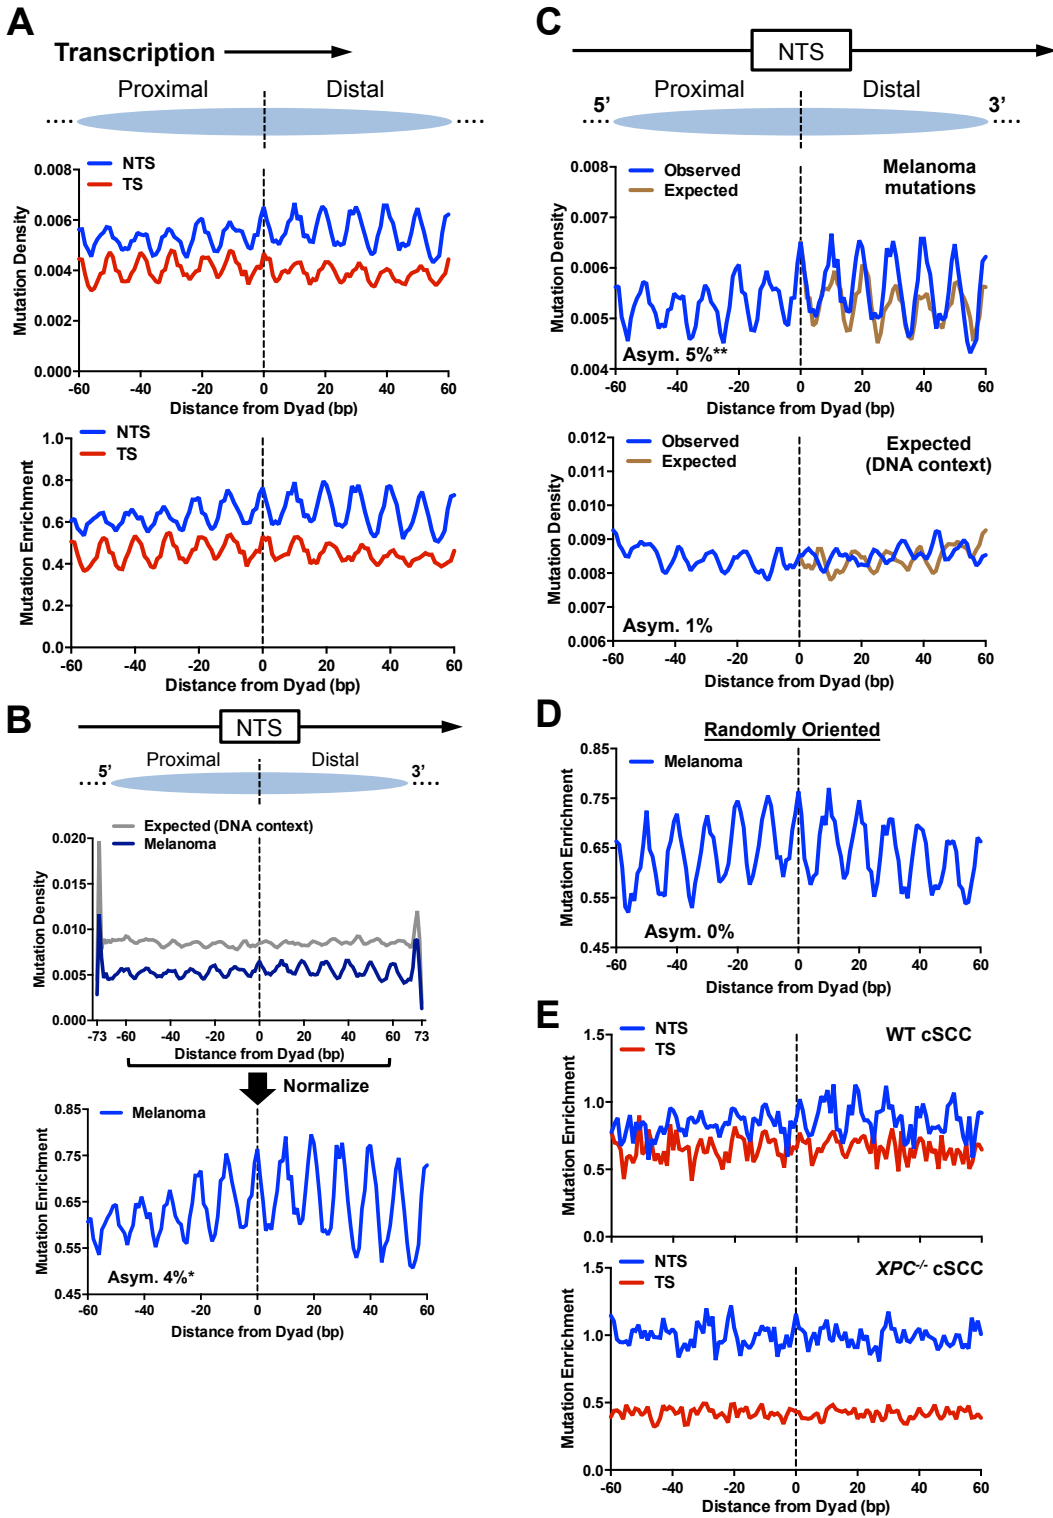 A
Transcription
Proximal
Distal
NTS
TS
0.008
0.006
0.004
0.002
0.000
Mutation Density
-60 -40 -20 0 20 40 60
Distance from Dyad (bp)
NTS
TS
1.0
0.8
0.6
0.4
0.2
0.0
Mutation Enrichment
-60 -40 -20 0 20 40 60
Distance from Dyad (bp)
B
NTS
Proximal
Distal
5’
3’
Expected (DNA context)
Melanoma
0.020
0.015
0.010
0.005
0.000
Mutation Density
-73 -60 -40 -20 0 20 40 60 73
Distance from Dyad (bp)
Normalize
Melanoma
0.85
0.75
0.65
0.55
0.45
Mutation Enrichment
Asym. 4%*
-60 -40 -20 0 20 40 60
Distance from Dyad (bp)
C
NTS
Proximal
Distal
5’
3’
Observed
Expected
Melanoma
mutations
0.008
0.007
0.006
0.005
0.004
Mutation Density
Asym. 5%**
-60 -40 -20 0 20 40 60
Distance from Dyad (bp)
Observed
Expected
Expected
(DNA context)
0.012
0.011
0.010
0.009
0.008
0.007
0.006
Mutation Density
Asym. 1%
-60 -40 -20 0 20 40 60
Distance from Dyad (bp)
D
Randomly Oriented
Melanoma
0.85
0.75
0.65
0.55
0.45
Mutation Enrichment
Asym. 0%
-60 -40 -20 0 20 40 60
Distance from Dyad (bp)
E
NTS
TS
WT cSCC
1.5
1.0
0.5
0.0
Mutation Enrichment
NTS
TS
XPC-/- cSCC
1.5
1.0
0.5
0.0
Mutation Enrichment
-60 -40 -20 0 20 40 60
Distance from Dyad (bp)